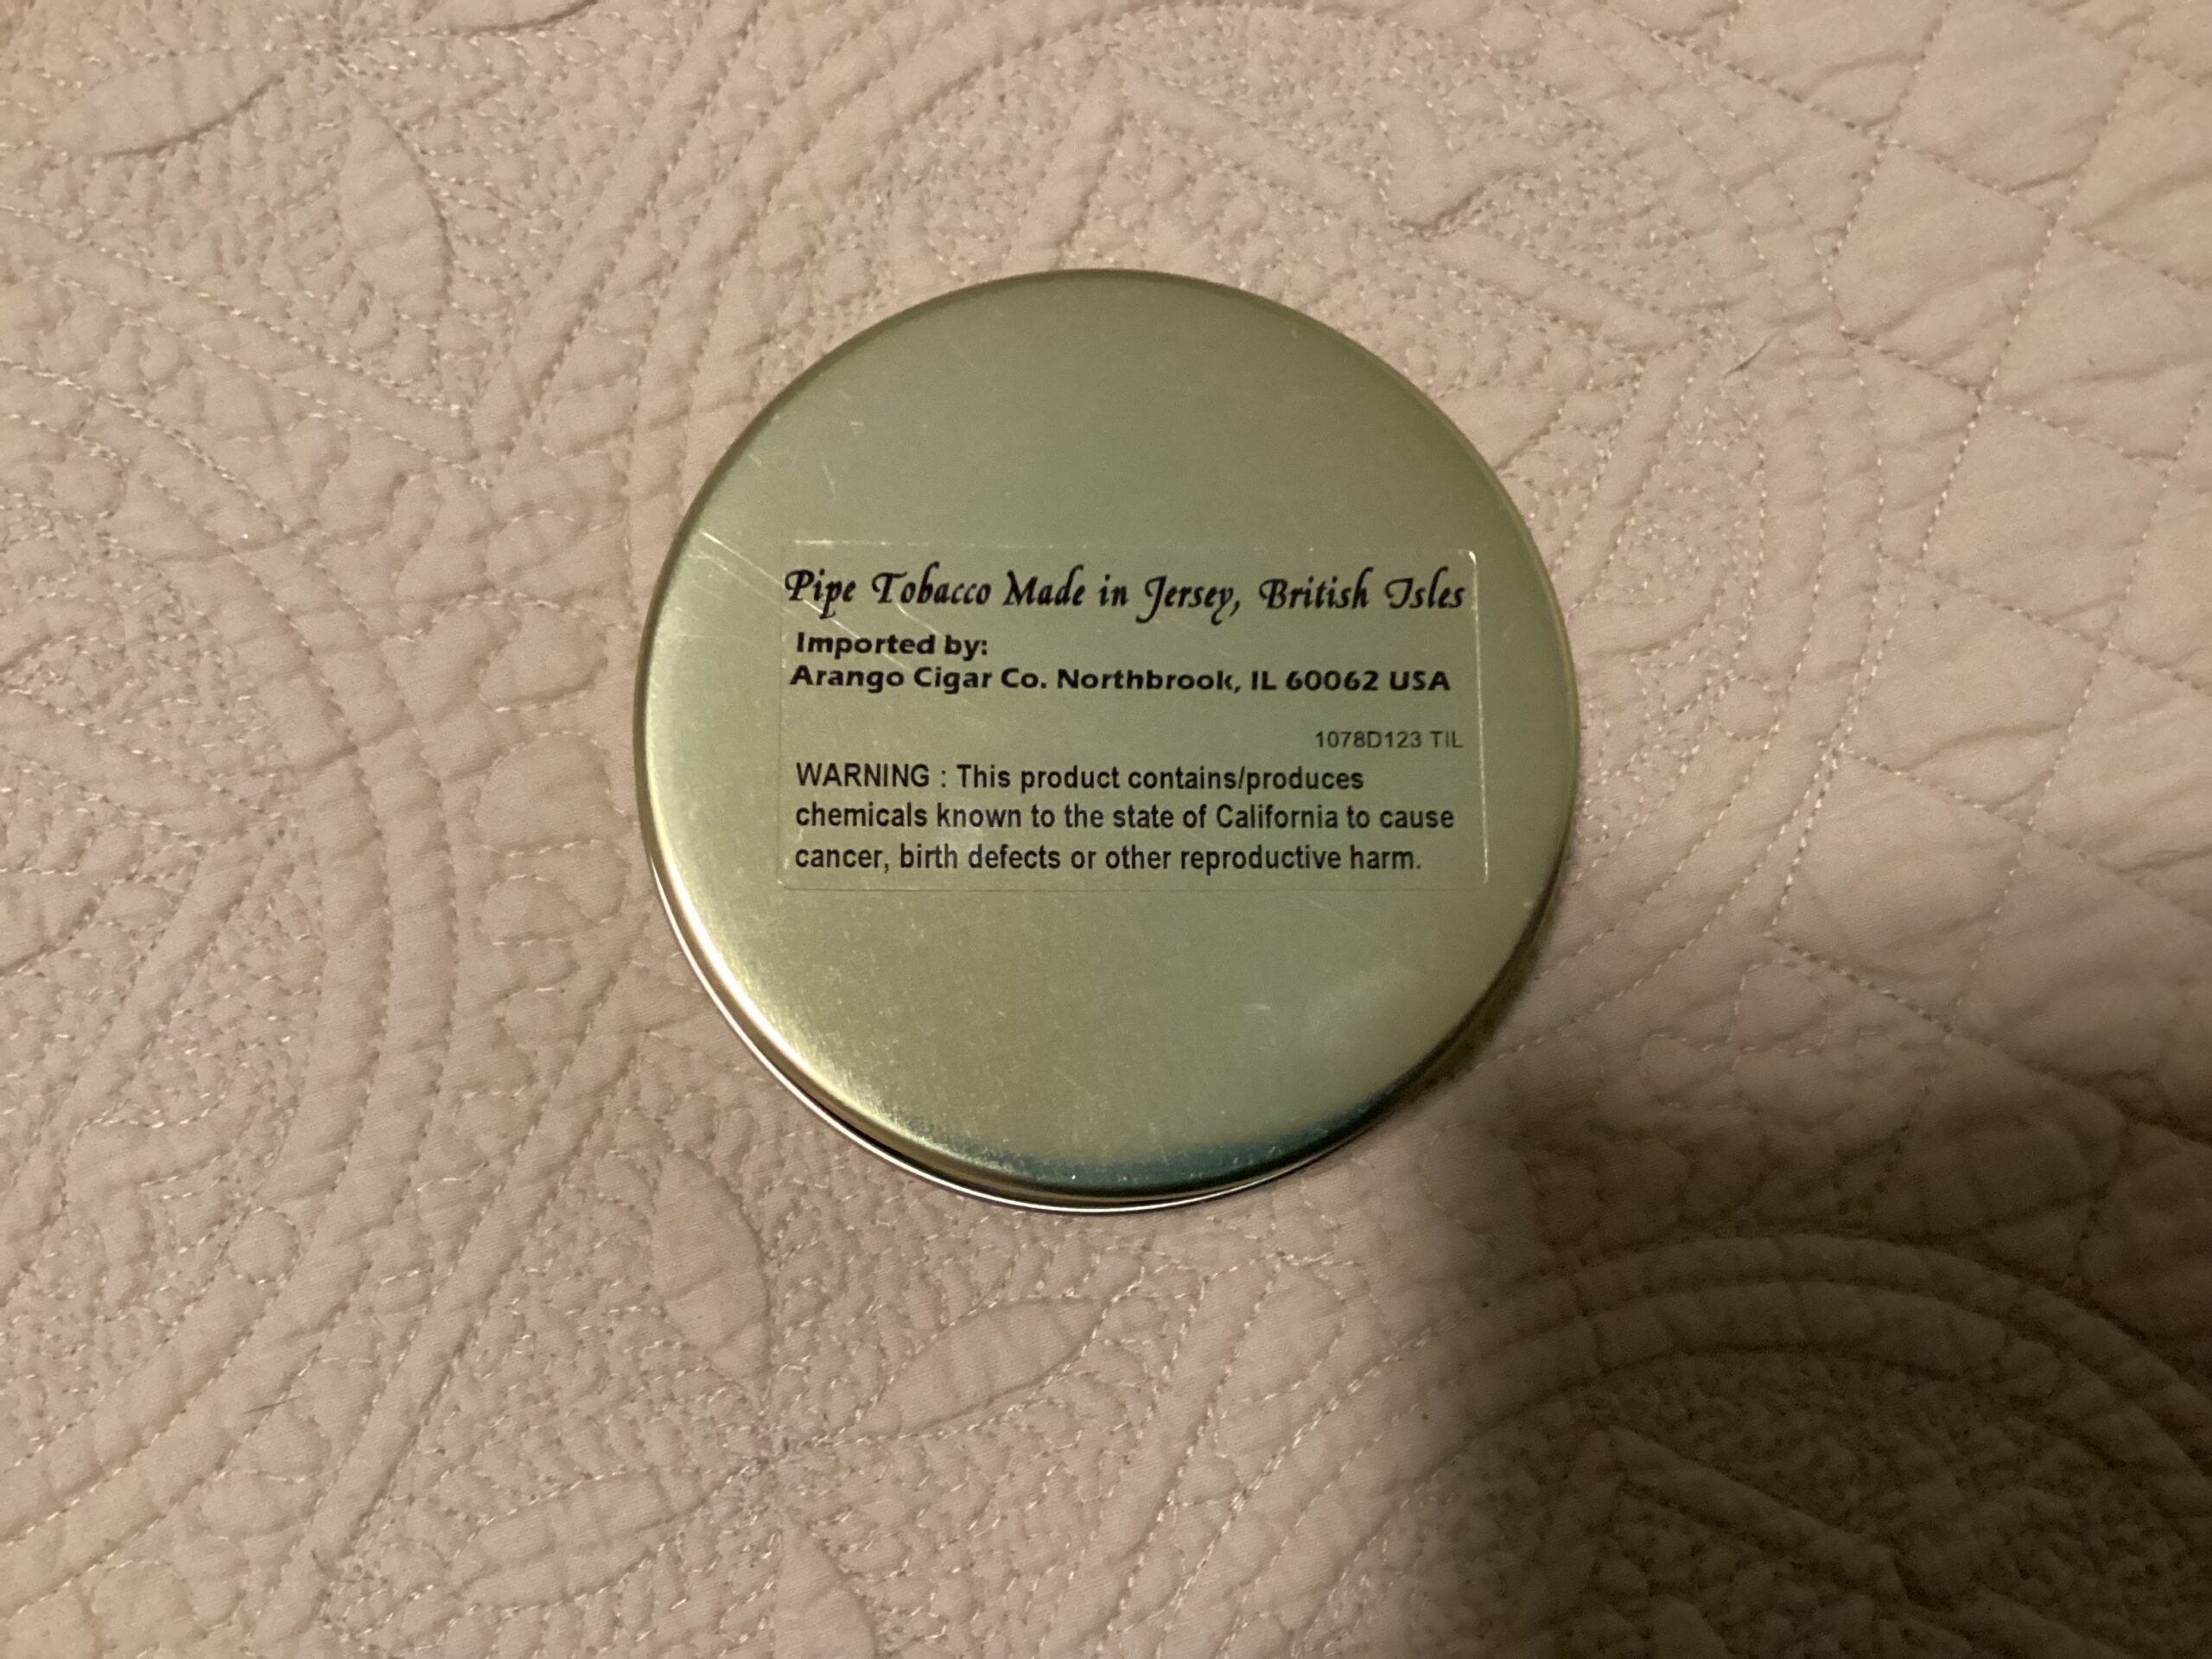 Pipe Tobacco Made in Jersey, British Isles
Imported by:
Arango Cigar Co. Northbrook, IL 60062 USA
1078D123 TIL
WARNING : This product contains/produces
chemicals known to the state of California to cause
cancer, birth defects or other reproductive harm.